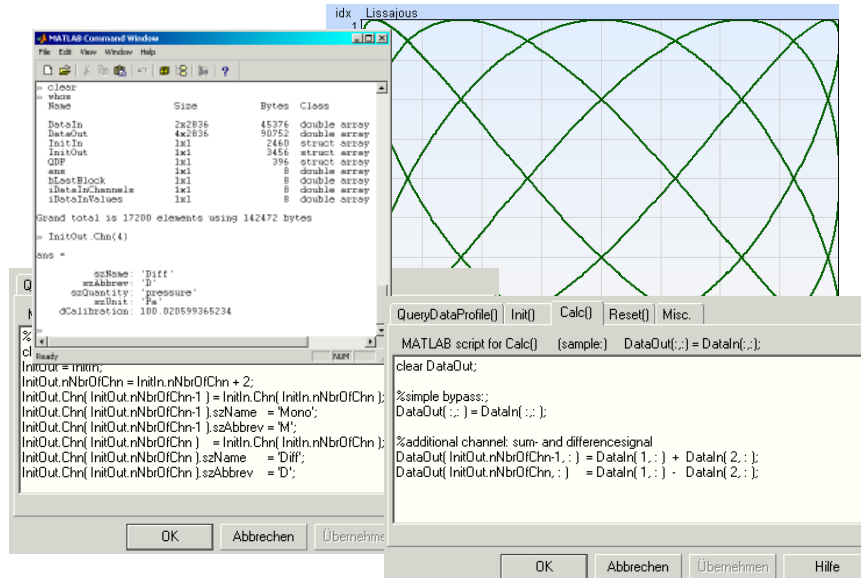 idx Lissajous
1
MATLAB Command Window
File Edit View Window Help
» clear
» whos
Name Size Bytes Class
DataIn 2x2836 45376 double array
DataOut 4x2836 90752 double array
InitIn 1x1 2460 struct array
InitOut 1x1 3456 struct array
QDP 1x1 396 struct array
ans 1x1 8 double array
bLastBlock 1x1 8 double array
iDataInChannels 1x1 8 double array
iDataInValues 1x1 8 double array
Grand total is 17200 elements using 142472 bytes
» InitOut.Chn(4)
ans =
szName: 'Diff'
szAbbrev: 'D'
szQuantity: 'pressure'
szUnit: 'Pa'
dCalibration: 100.020599365234
»
Ready NUM
InitOut = InitIn;
InitOut.nNbrOfChn = InitIn.nNbrOfChn + 2;
InitOut.Chn( InitOut.nNbrOfChn-1 ) = InitIn.Chn( InitIn.nNbrOfChn );
InitOut.Chn( InitOut.nNbrOfChn-1 ).szName = 'Mono';
InitOut.Chn( InitOut.nNbrOfChn-1 ).szAbbrev = 'M';
InitOut.Chn( InitOut.nNbrOfChn ) = InitIn.Chn( InitIn.nNbrOfChn );
InitOut.Chn( InitOut.nNbrOfChn ).szName = 'Diff';
InitOut.Chn( InitOut.nNbrOfChn ).szAbbrev = 'D';
OK Abbrechen Übernehme
QueryDataProfile() Init() Calc() Reset() Misc.
MATLAB script for Calc() (sample:) DataOut(:,:) = DataIn(:,:);
clear DataOut;
%simple bypass:;
DataOut( :,: ) = DataIn( :,: );
%additional channel: sum- and differencesignal
DataOut( InitOut.nNbrOfChn-1, : ) = DataIn( 1, : ) + DataIn( 2, : );
DataOut( InitOut.nNbrOfChn, : ) = DataIn( 1, : ) - DataIn( 2, : );
OK Abbrechen Übernehmen Hilfe